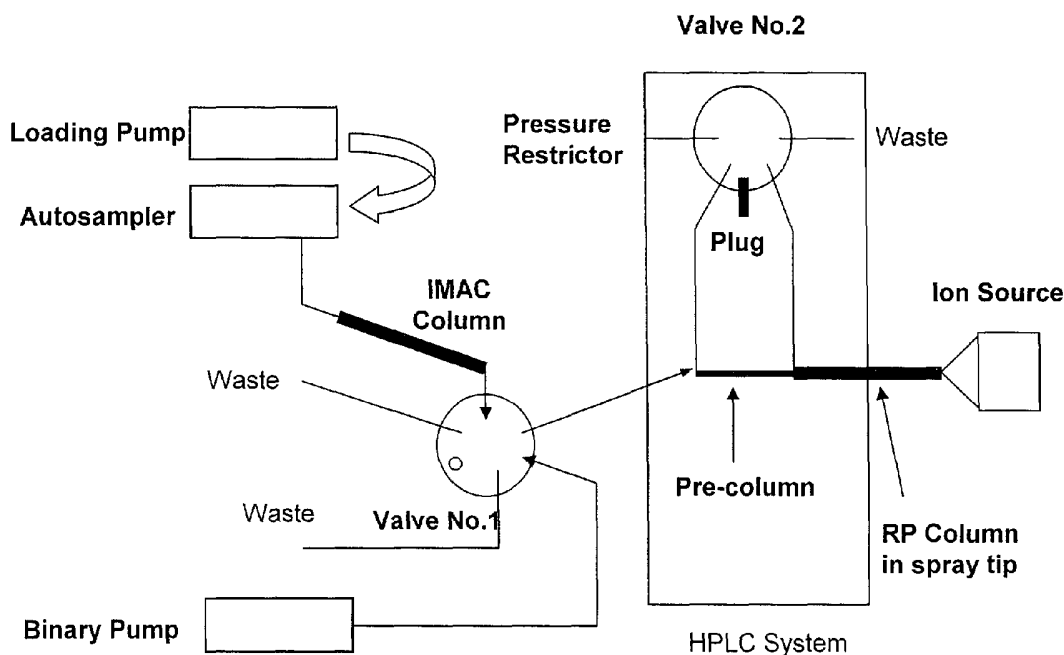 Valve No.2
Loading Pump
Pressure
Restrictor
Waste
Autosampler
Plug
IMAC
Column
Ion Source
Waste
Pre-column
Waste
Valve No.1
RP Column
in spray tip
Binary Pump
HPLC System